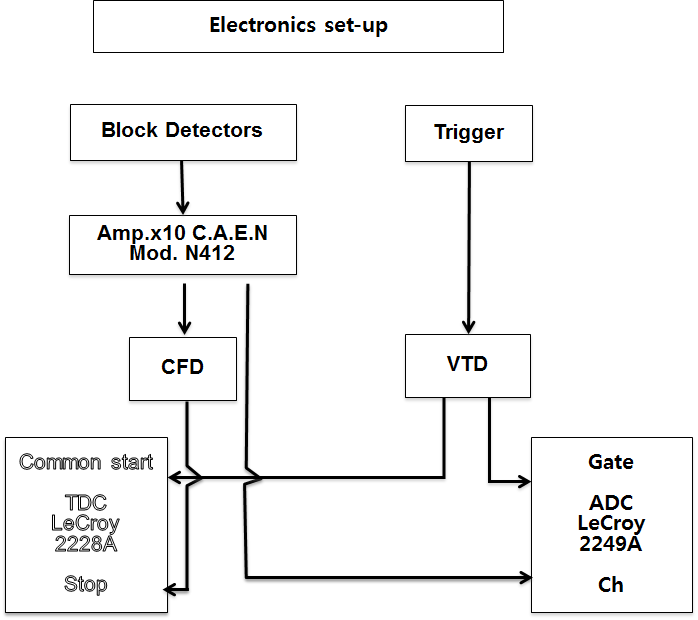 Electronics set-up
Block Detectors
Trigger
Amp.x10 C.A.E.N
Mod. N412
CFD
VTD
Common start
TDC
LeCroy
2228A
Stop
Gate
ADC
LeCroy
2249A
Ch